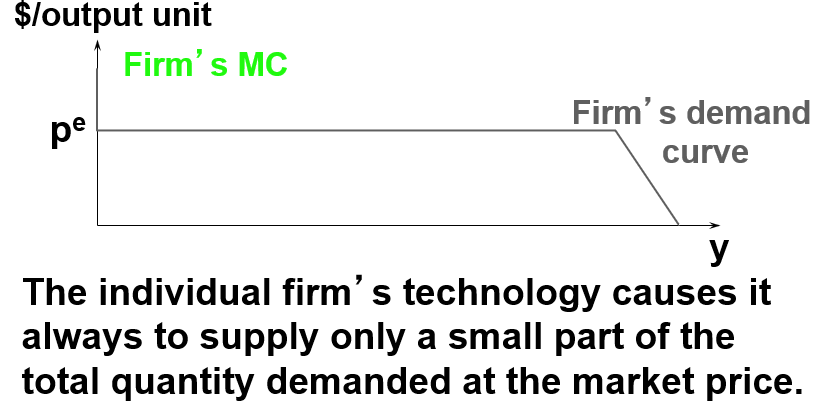 $/output unit
Firm’s MC
pe
Firm’s demand
curve
y
The individual firm’s technology causes it
always to supply only a small part of the
total quantity demanded at the market price.